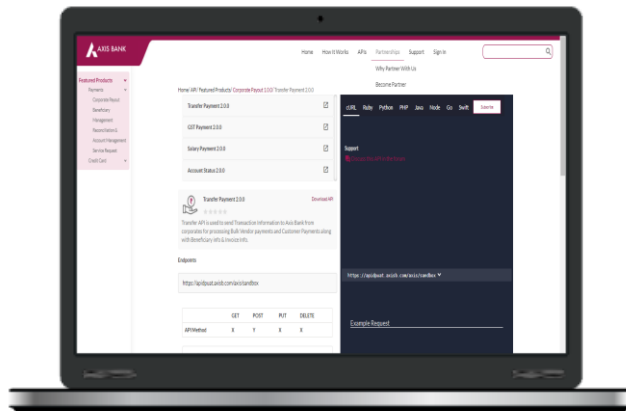 AXIS BANK
Home How It Works APIs Partnerships Support Sign in
Why Partner With Us
Become Partner
Featured Products
Payments
Corporate Payout
Beneficiary
Management
Reconciliation &
Account Management
Service Request
Credit Card
Home/ API/ Featured Products/ Corporate Payout 2.0.0/ Transfer Payment 2.0.0
Transfer Payment 2.0.0
GST Payment 2.0.0
Salary Payment 2.0.0
Account Status 2.0.0
Transfer Payment 2.0.0
Download API
Transfer API is used to send Transaction Information to Axis Bank from
corporates for processing Bulk Vendor payments and Customer Payments along
with Beneficiary info & Invoice info.
Endpoints
https://apidpuat.axisb.com/axis/sandbox
GET POST PUT DELETE
API Method X Y X X
cURL Ruby Python PHP Java Node Go Swift Subscribe
Support
https://apidpuat.axisb.com/axis/sandbox
Example Request